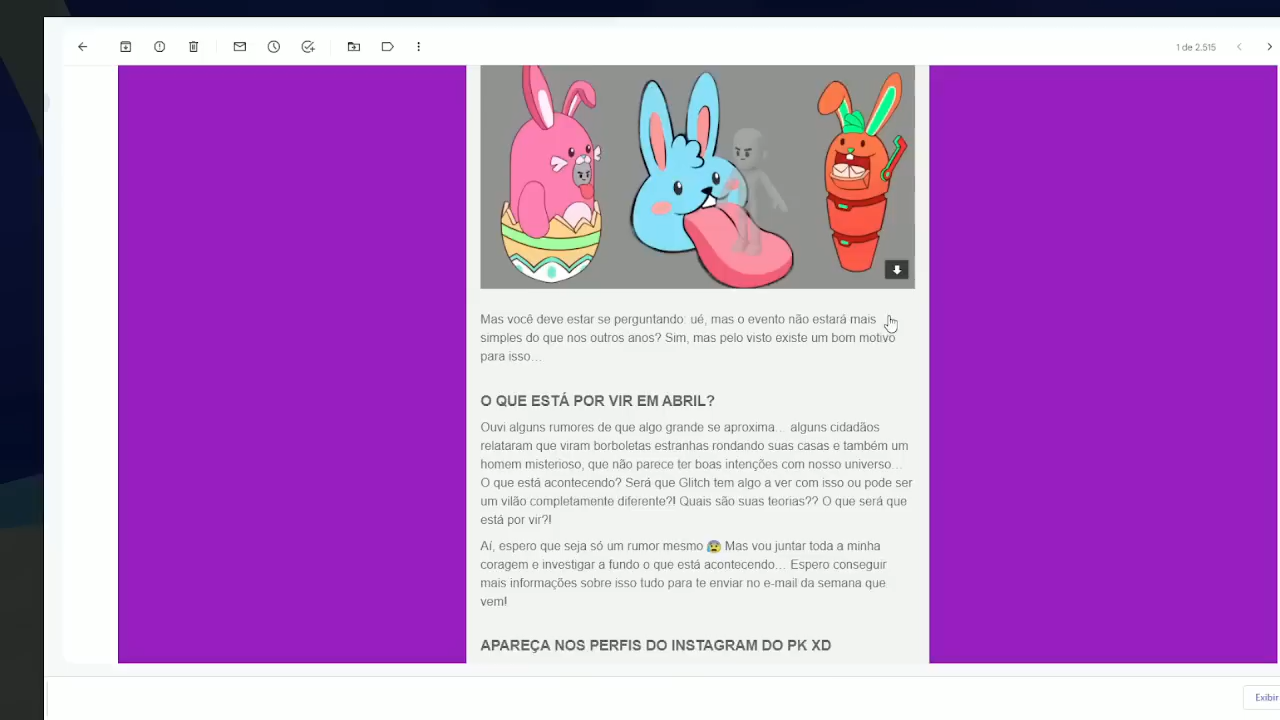 1 de 2.515
Mas você deve estar se perguntando: ué, mas o evento não estará mais
simples do que nos outros anos? Sim, mas pelo visto existe um bom motivo
para isso...
O QUE ESTÁ POR VIR EM ABRIL?
Ouvi alguns rumores de que algo grande se aproxima... alguns cidadãos
relataram que viram borboletas estranhas rondando suas casas e também um
homem misterioso, que não parece ter boas intenções com nosso universo...
O que está acontecendo? Será que Glitch tem algo a ver com isso ou pode ser
um vilão completamente diferente?! Quais são suas teorias?? O que será que
está por vir?!
Aí, espero que seja só um rumor mesmo 😰 Mas vou juntar toda a minha
coragem e investigar a fundo o que está acontecendo... Espero conseguir
mais informações sobre isso tudo para te enviar no e-mail da semana que
vem!
APAREÇA NOS PERFIS DO INSTAGRAM DO PK XD
Exibir